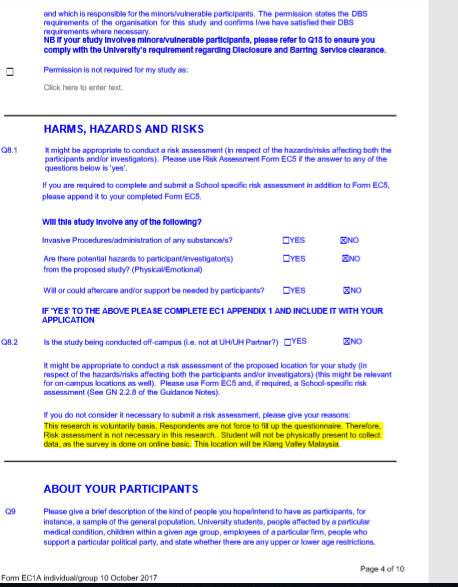 and which is responsible for the minors/vulnerable participants. The permission states the DBS
requirements of the organisation for this study and confirms I/we have satisfied their DBS
requirements where necessary.
NB If your study involves minors/vulnerable participants, please refer to Q18 to ensure you
comply with the University's requirement regarding Disclosure and Barring Service clearance.
☐ Permission is not required for my study as:
Click here to enter text.
HARMS, HAZARDS AND RISKS
Q8.1 It might be appropriate to conduct a risk assessment (in respect of the hazards/risks affecting both the
participants and/or investigators). Please use Risk Assessment Form EC5 if the answer to any of the
questions below is 'yes'.
If you are required to complete and submit a School specific risk assessment in addition to Form EC5,
please append it to your completed Form EC5.
Will this study involve any of the following?
Invasive Procedures/administration of any substance/s? ☐YES ☒NO
Are there potential hazards to participant/investigator(s) ☐YES ☒NO
from the proposed study? (Physical/Emotional)
Will or could aftercare and/or support be needed by participants? ☐YES ☒NO
IF 'YES' TO THE ABOVE PLEASE COMPLETE EC1 APPENDIX 1 AND INCLUDE IT WITH YOUR
APPLICATION
Q8.2 Is the study being conducted off-campus (i.e. not at UH/UH Partner?) ☐YES ☒NO
It might be appropriate to conduct a risk assessment of the proposed location for your study (in
respect of the hazards/risks affecting both the participants and/or investigators) (this might be relevant
for on-campus locations as well). Please use Form EC5 and, if required, a School-specific risk
assessment (See GN 2.2.8 of the Guidance Notes).
If you do not consider it necessary to submit a risk assessment, please give your reasons:
This research is voluntarily basis. Respondents are not force to fill up the questionnaire. Therefore,
Risk assessment is not necessary in this research.. Student will not be physically present to collect
data, as the survey is done on online basic. This location will be Klang Valley Malaysia.
ABOUT YOUR PARTICIPANTS
Q9 Please give a brief description of the kind of people you hope/intend to have as participants, for
instance, a sample of the general population, University students, people affected by a particular
medical condition, children within a given age group, employees of a particular firm, people who
support a particular political party, and state whether there are any upper or lower age restrictions.
Page 4 of 10
Form EC1A individual/group 10 October 2017